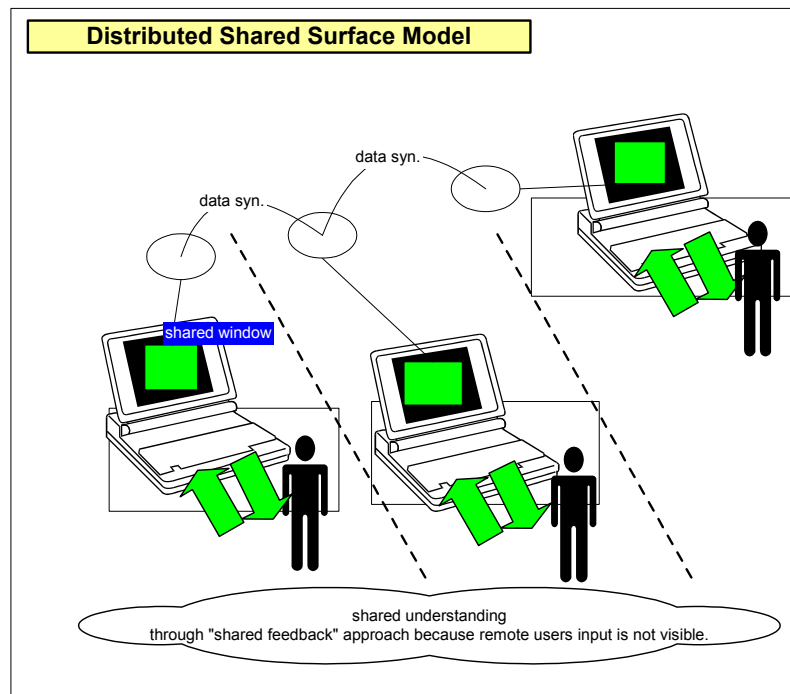 Distributed Shared Surface Model
data syn.
data syn.
shared window
shared understanding
through "shared feedback" approach because remote users input is not visible.